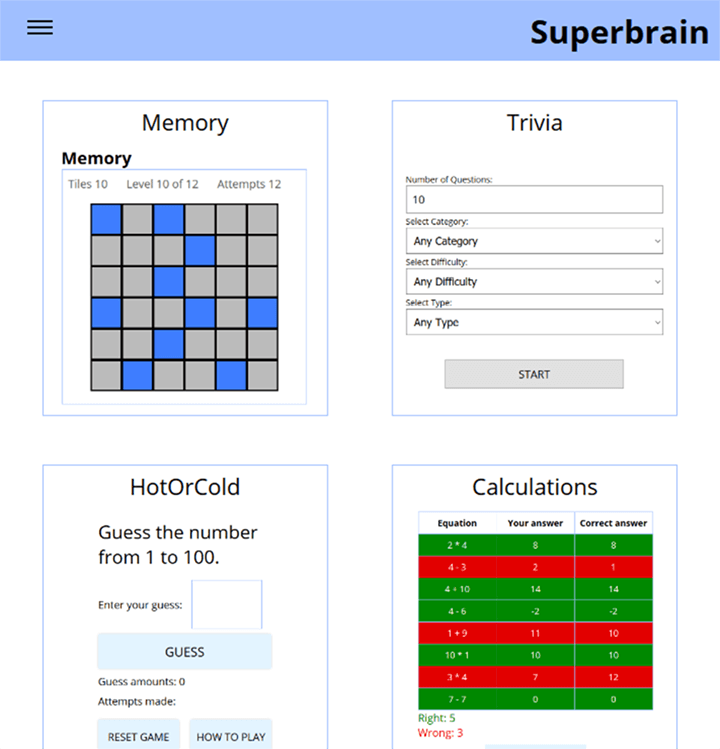 Superbrain
Memory
Memory
Tiles 10 Level 10 of 12 Attempts 12
Trivia
Number of Questions:
10
Select Category:
Any Category
Select Difficulty:
Any Difficulty
Select Type:
Any Type
START
HotOrCold
Guess the number
from 1 to 100.
Enter your guess:
GUESS
Guess amounts: 0
Attempts made:
RESET GAME HOW TO PLAY
Calculations
Equation Your answer Correct answer
2 * 4 8 8
4 - 3 2 1
4 + 10 14 14
4 - 6 -2 -2
1 + 9 11 10
10 * 1 10 10
3 * 4 7 12
7 - 7 0 0
Right: 5
Wrong: 3